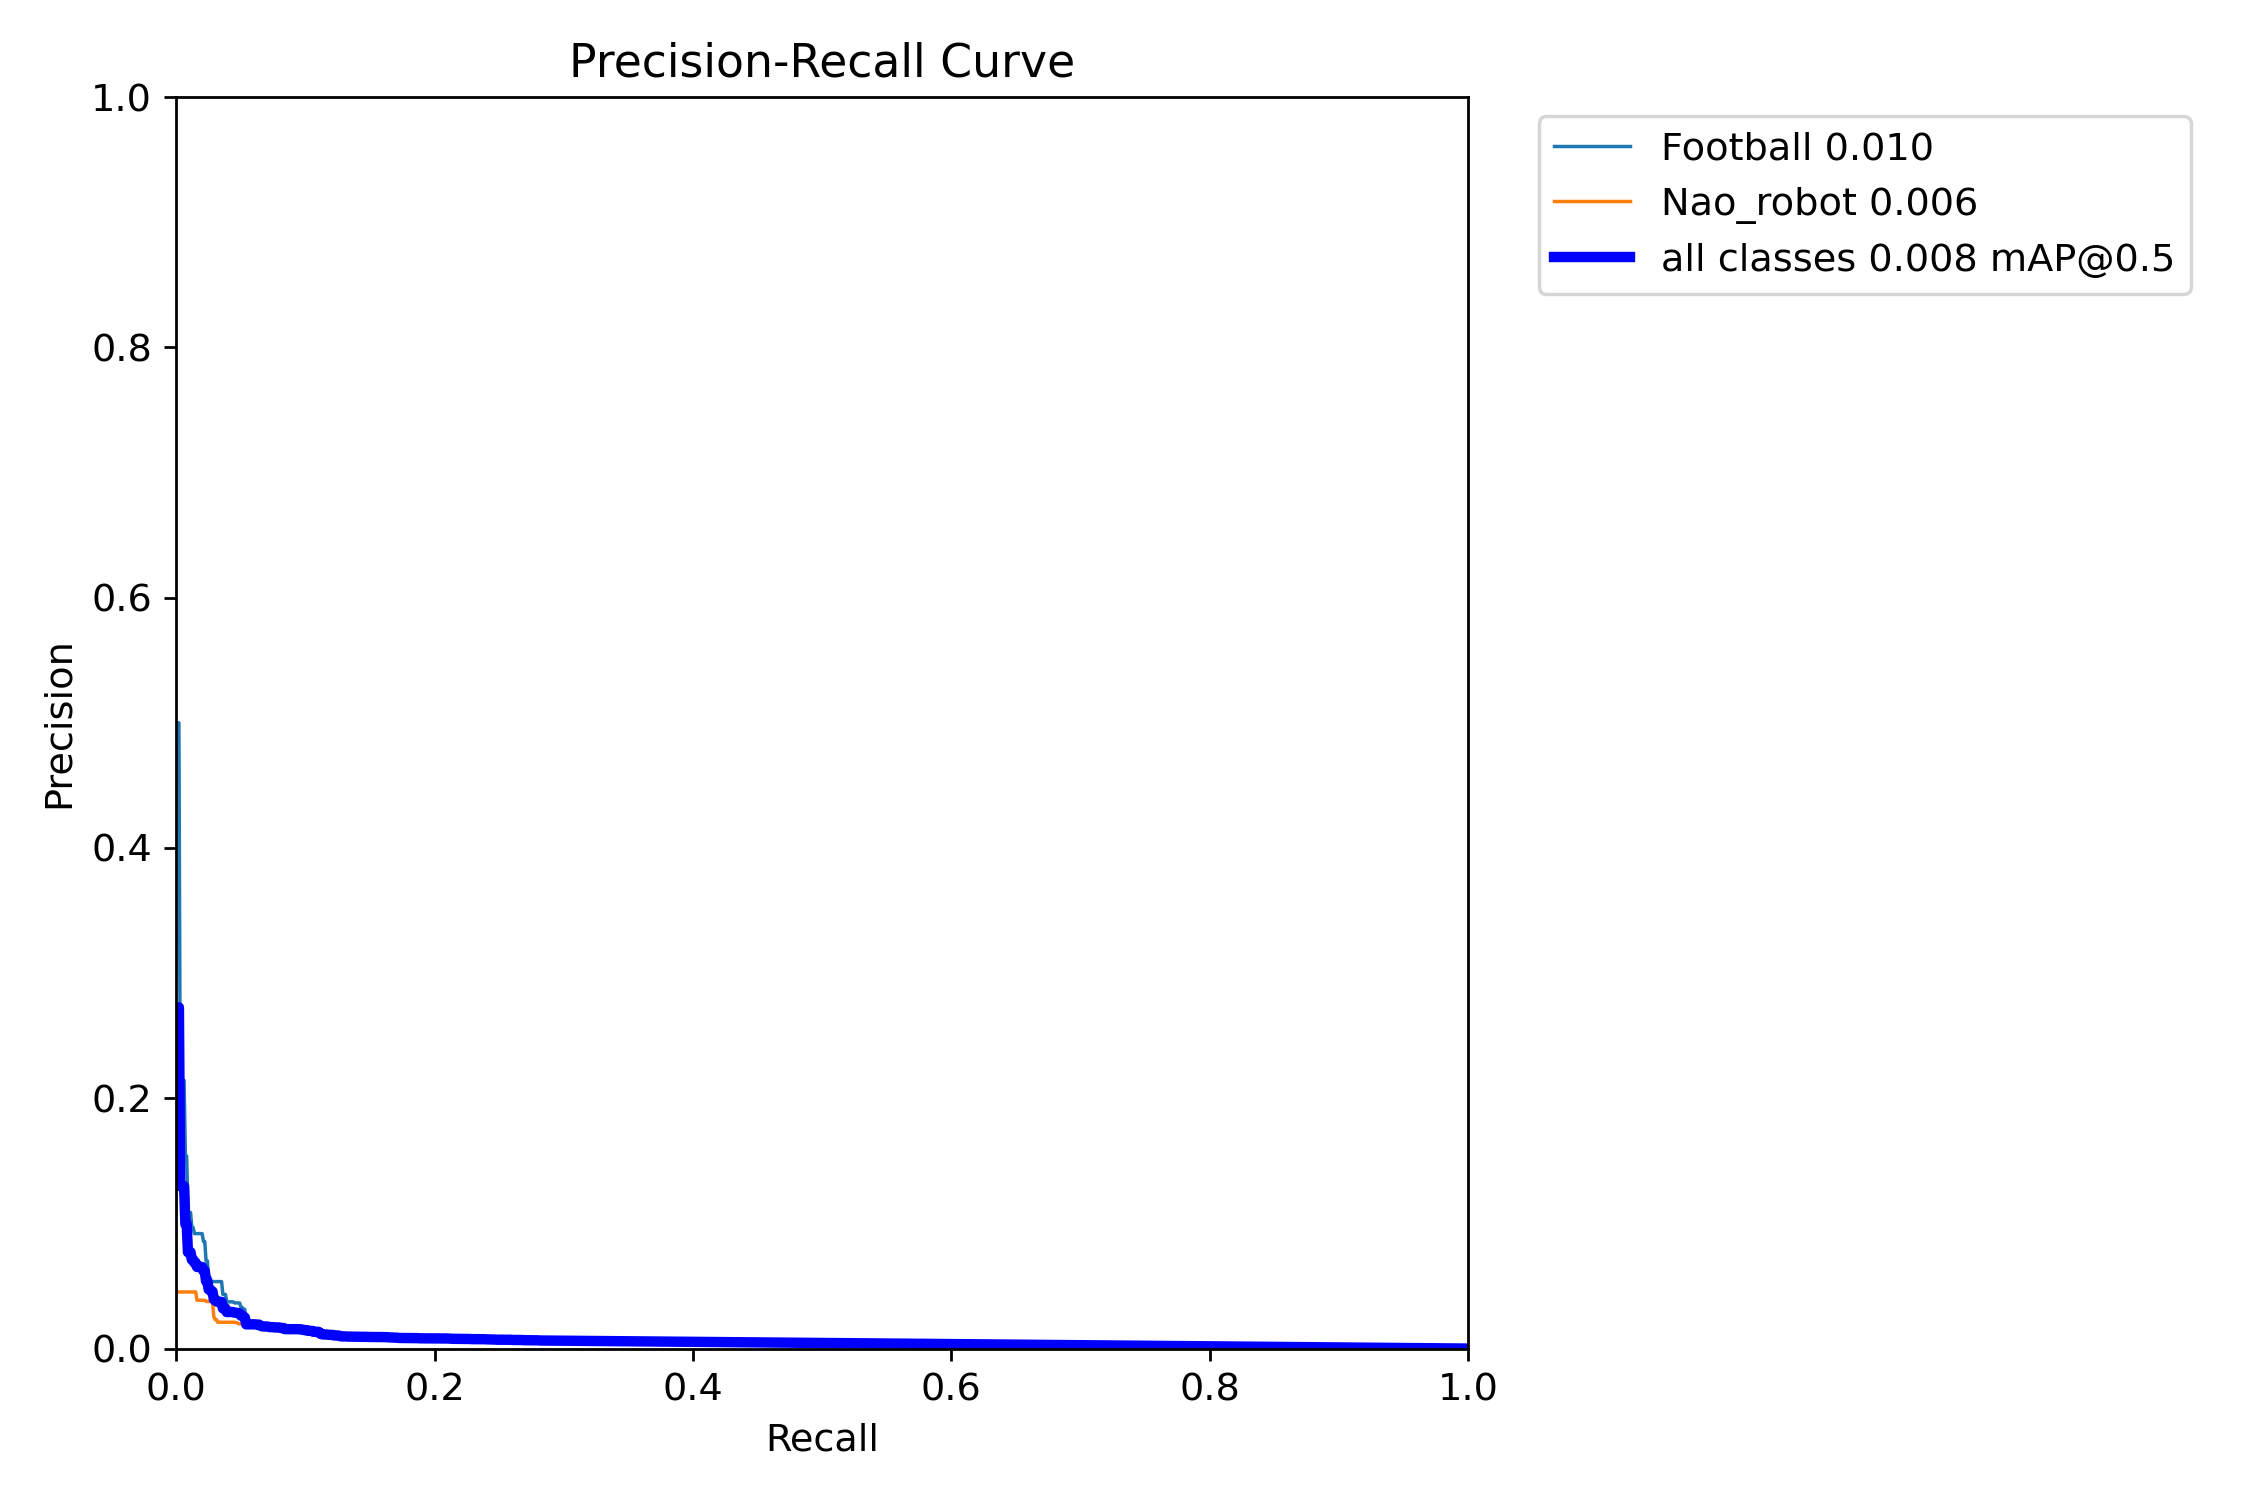 Precision-Recall Curve
1.0
0.8
0.6
0.4
0.2
0.0
Precision
0.0 0.2 0.4 0.6 0.8 1.0
Recall
Football 0.010
Nao_robot 0.006
all classes 0.008 mAP@0.5